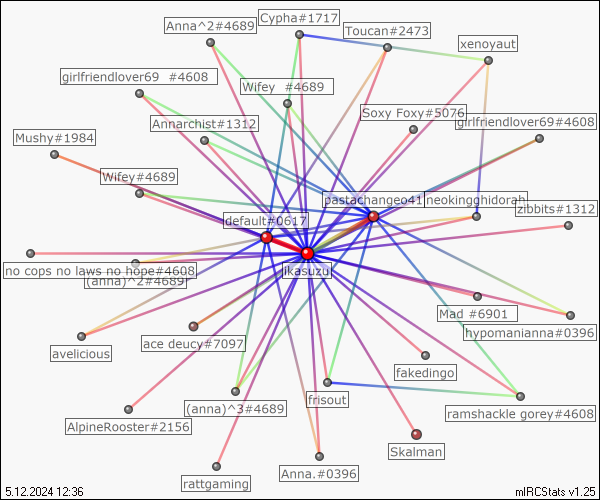 Cypha#1717
Anna^2#4689
Toucan#2473
xenoyaut
girlfriendlover69 #4608
Wifey #4689
Soxy Foxy#5076
girlfriendlover69#4608
Annarchist#1312
Mushy#1984
Wifey#4689
pastachangeo41
neokingghidorah
zibbits#1312
default#0617
no cops no laws no hope#4608
ikasuzu
(anna)^2#4689
Mad #6901
hypomanianna#0396
ace deucy#7097
avelicious
fakedingo
frisout
(anna)^3#4689
ramshackle gorey#4608
AlpineRooster#2156
Skalman
Anna.#0396
rattgaming
5.12.2024 12:36
mIRCStats v1.25